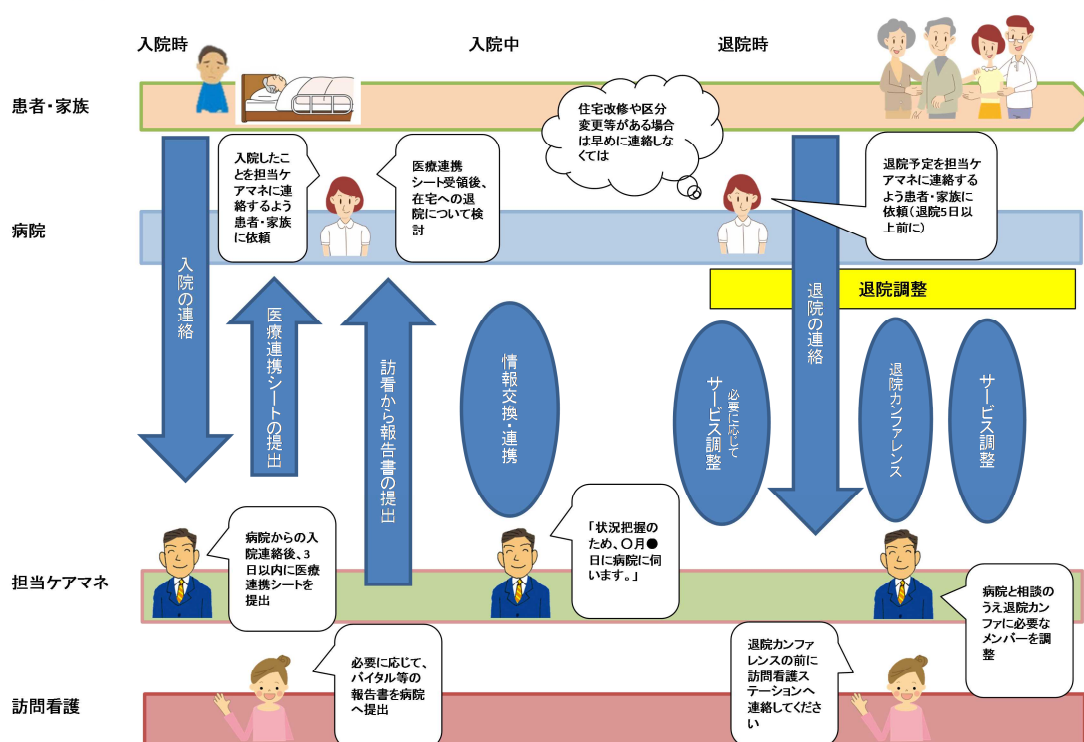 入院時
入院中
退院時
患者・家族
住宅改修や区分
変更等がある場合
は早めに連絡しな
くては
入院したこ
とを担当ケ
アマネに連
絡するよう
患者・家族
に依頼
医療連携
シート受領後、
在宅への退
院について検
討
退院予定を担当ケ
アマネに連絡する
よう患者・家族に
依頼(退院5日以
上前に)
病院
退院調整
入院の連絡
医療連携シートの提出
訪看から報告書の提出
情報交換・連携
必要に応じて
サービス調整
退院の連絡
退院カンファレンス
サービス調整
病院からの入
院連絡後、3
日以内に医療
連携シートを
提出
「状況把握の
ため、〇月●
日に病院に伺
います。」
担当ケアマネ
病院と相談の
うえ退院カン
ファに必要な
メンバーを調
整
必要に応じて、
バイタル等の
報告書を病院
へ提出
退院カンファ
レンスの前に
訪問看護ス
テーションへ
連絡してくださ
い
訪問看護